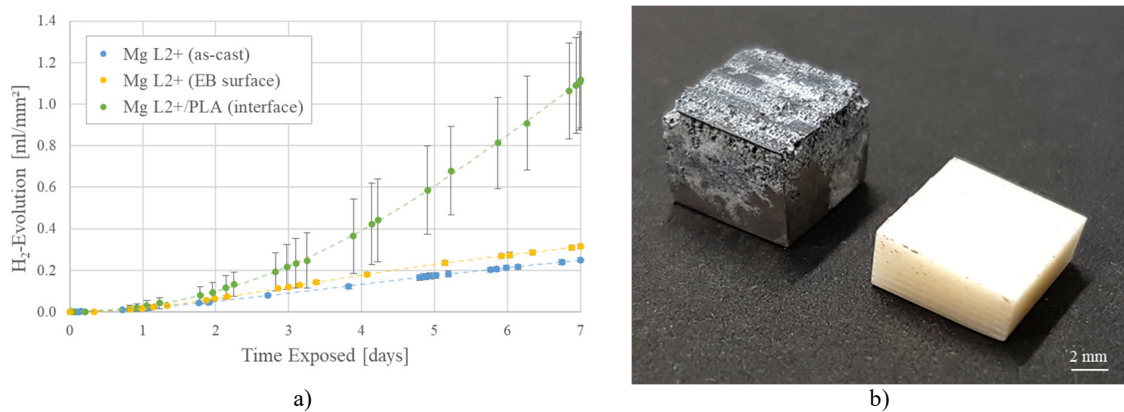 1.4
1.2
1.0
0.8
0.6
0.4
0.2
0.0
H₂-Evolution [ml/mm²]
Mg L2+ (as-cast)
Mg L2+ (EB surface)
Mg L2+/PLA (interface)
0 1 2 3 4 5 6 7
Time Exposed [days]
a)
2 mm
b)